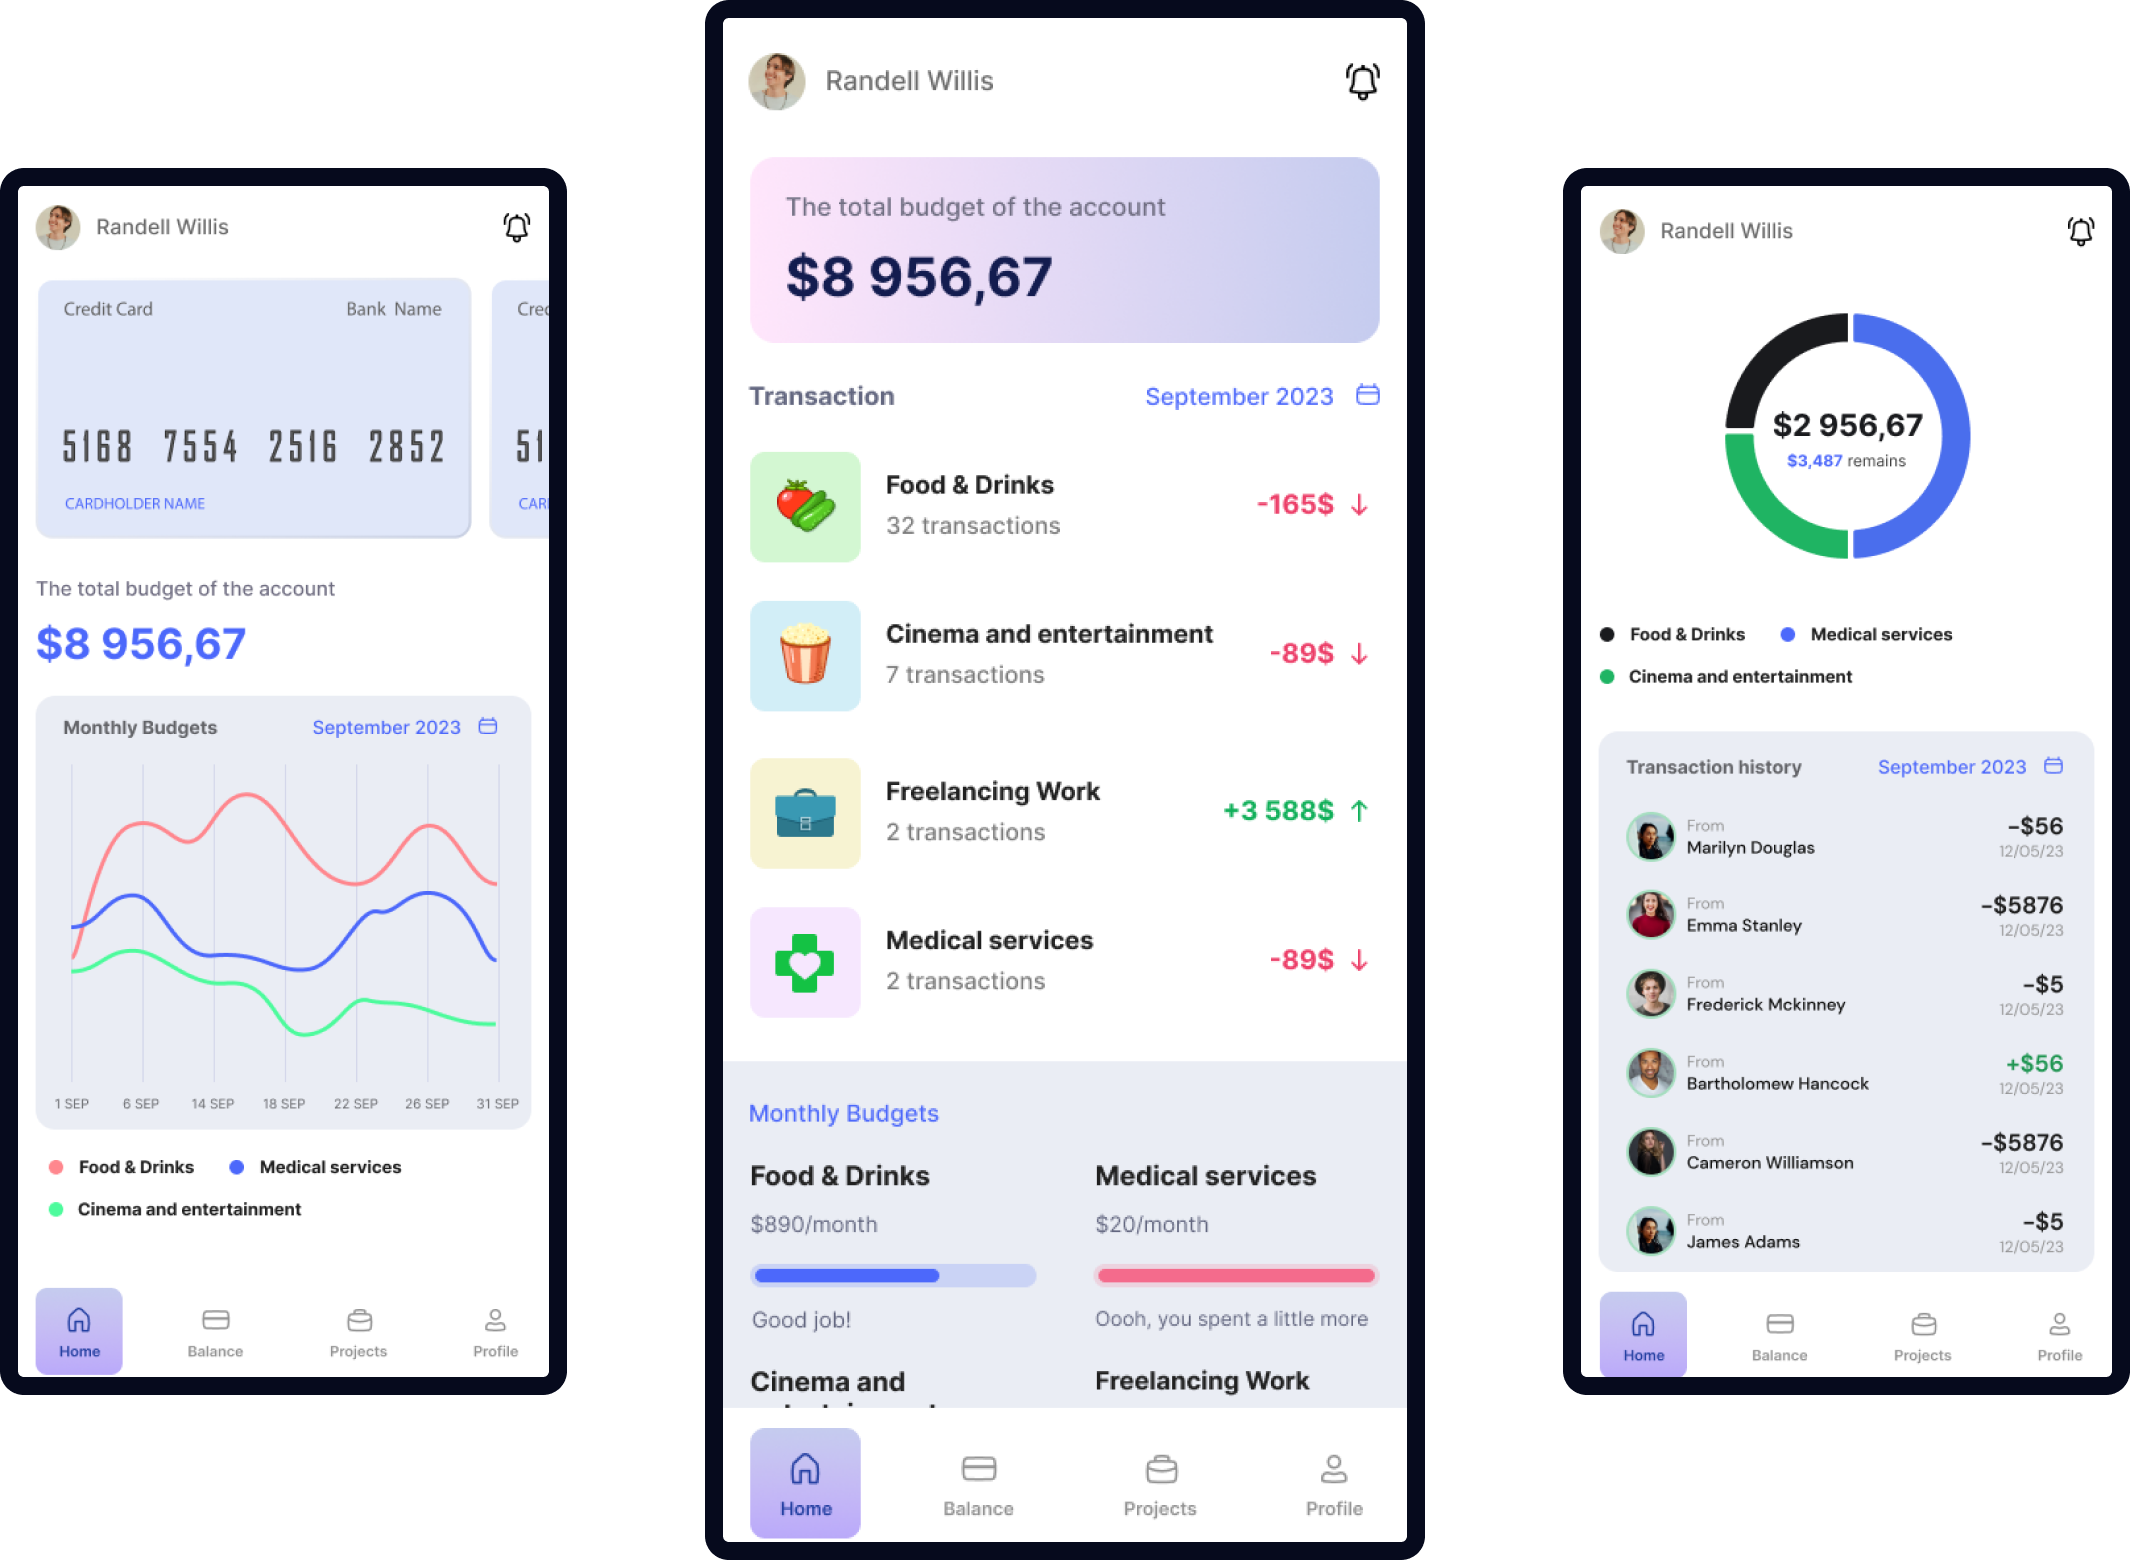 Randell Willis
Credit Card Bank Name
5168 7554 2516 2852
CARDHOLDER NAME
Cred
51
CARD
The total budget of the account
$8 956,67
Monthly Budgets September 2023
1 SEP 6 SEP 14 SEP 18 SEP 22 SEP 26 SEP 31 SEP
Food & Drinks Medical services
Cinema and entertainment
Home Balance Projects Profile
Randell Willis
The total budget of the account
$8 956,67
Transaction September 2023
Food & Drinks
32 transactions
-165$
Cinema and entertainment
7 transactions
-89$
Freelancing Work
2 transactions
+3 588$
Medical services
2 transactions
-89$
Monthly Budgets
Food & Drinks
$890/month
Good job!
Medical services
$20/month
Oooh, you spent a little more
Cinema and
Freelancing Work
Home Balance Projects Profile
Randell Willis
$2 956,67
$3,487 remains
Food & Drinks Medical services
Cinema and entertainment
Transaction history September 2023
From
Marilyn Douglas
-$56
12/05/23
From
Emma Stanley
-$5876
12/05/23
From
Frederick Mckinney
-$5
12/05/23
From
Bartholomew Hancock
+$56
12/05/23
From
Cameron Williamson
-$5876
12/05/23
From
James Adams
-$5
12/05/23
Home Balance Projects Profile